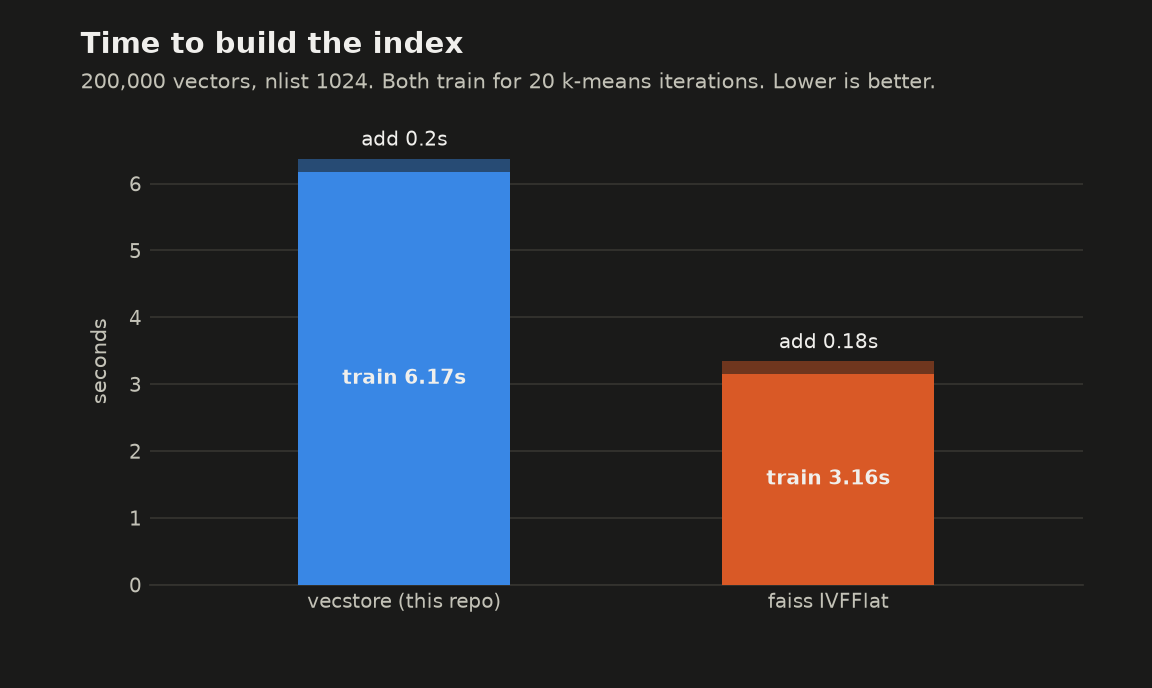 Time to build the index
200,000 vectors, nlist 1024. Both train for 20 k-means iterations. Lower is better.
add 0.2s
6
5
4
add 0.18s
seconds
3
train 6.17s
2
train 3.16s
1
0
vecstore (this repo)
faiss IVFFlat